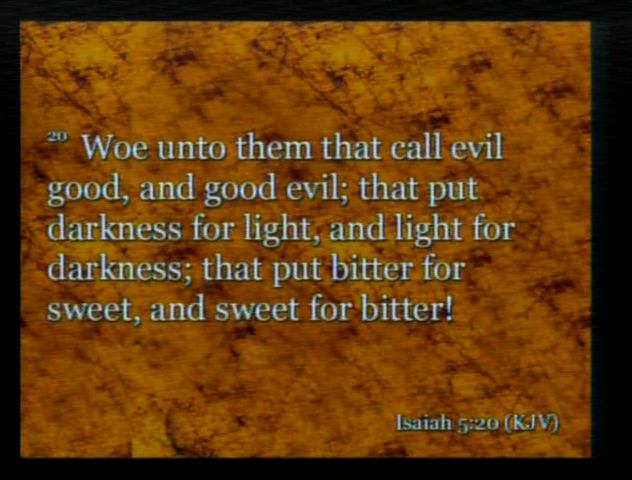 20 Woe unto them that call evil
good, and good evil; that put
darkness for light, and light for
darkness; that put bitter for
sweet, and sweet for bitter!
Isaiah 5:20 (KJV)